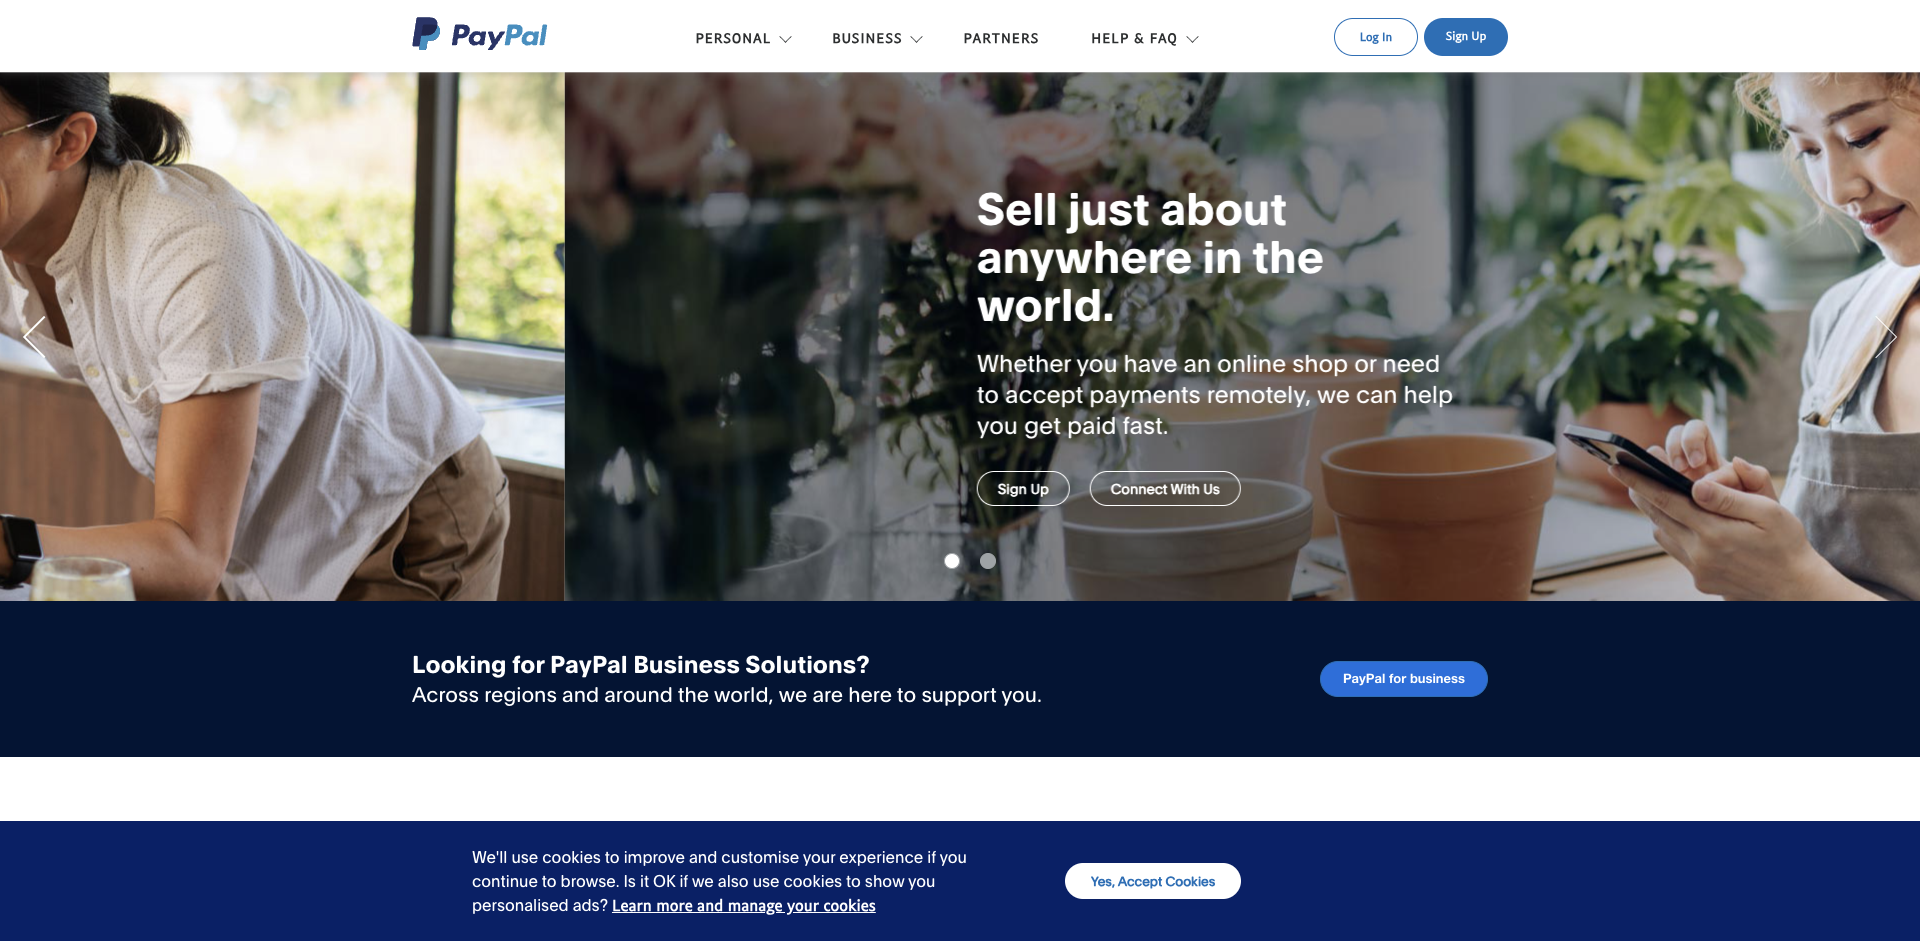 PayPal
PERSONAL
BUSINESS
PARTNERS
HELP & FAQ
Log In
Sign Up
Sell just about
anywhere in the
world.
Whether you have an online shop or need
to accept payments remotely, we can help
you get paid fast.
Sign Up
Connect With Us
Looking for PayPal Business Solutions?
Across regions and around the world, we are here to support you.
PayPal for business
We'll use cookies to improve and customise your experience if you
continue to browse. Is it OK if we also use cookies to show you
personalised ads? Learn more and manage your cookies
Yes, Accept Cookies